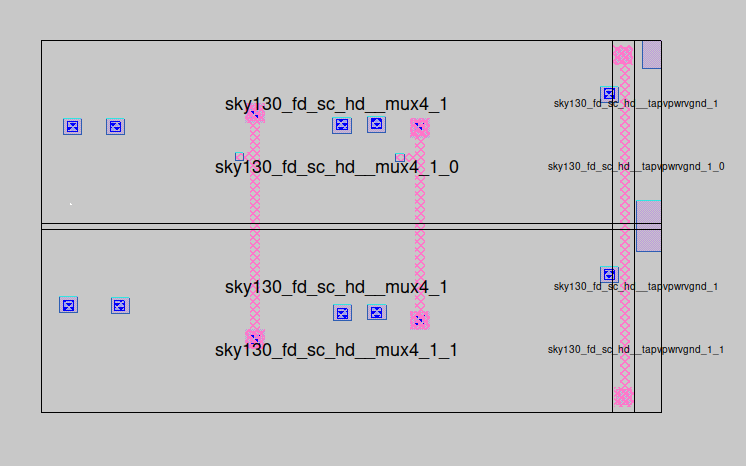 sky130_fd_sc_hd__mux4_1
sky130_fd_sc_hd__tapvpwrvgnd_1
sky130_fd_sc_hd__mux4_1_0
sky130_fd_sc_hd__tapvpwrvgnd_1_0
sky130_fd_sc_hd__mux4_1
sky130_fd_sc_hd__tapvpwrvgnd_1
sky130_fd_sc_hd__mux4_1_1
sky130_fd_sc_hd__tapvpwrvgnd_1_1